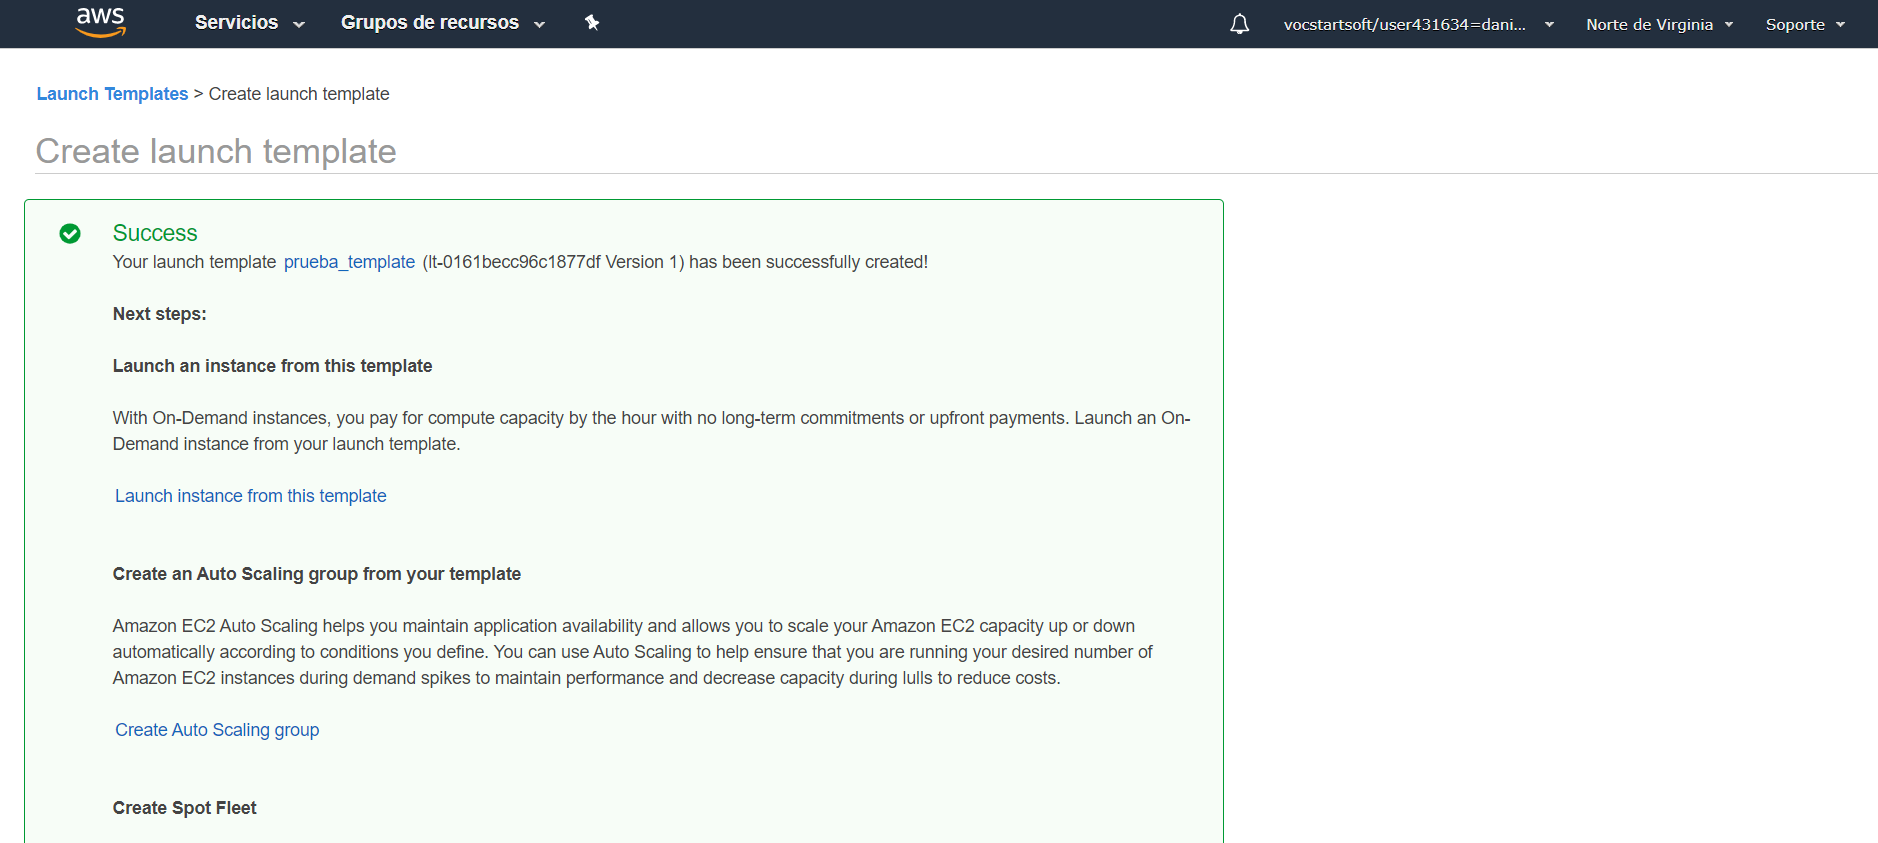 aws
Servicios
Grupos de recursos
vocstartsoft/user431634=dani...
Norte de Virginia
Soporte
Launch Templates > Create launch template
Create launch template
Success
Your launch template prueba_template (lt-0161becc96c1877df Version 1) has been successfully created!
Next steps:
Launch an instance from this template
With On-Demand instances, you pay for compute capacity by the hour with no long-term commitments or upfront payments. Launch an On-
Demand instance from your launch template.
Launch instance from this template
Create an Auto Scaling group from your template
Amazon EC2 Auto Scaling helps you maintain application availability and allows you to scale your Amazon EC2 capacity up or down
automatically according to conditions you define. You can use Auto Scaling to help ensure that you are running your desired number of
Amazon EC2 instances during demand spikes to maintain performance and decrease capacity during lulls to reduce costs.
Create Auto Scaling group
Create Spot Fleet